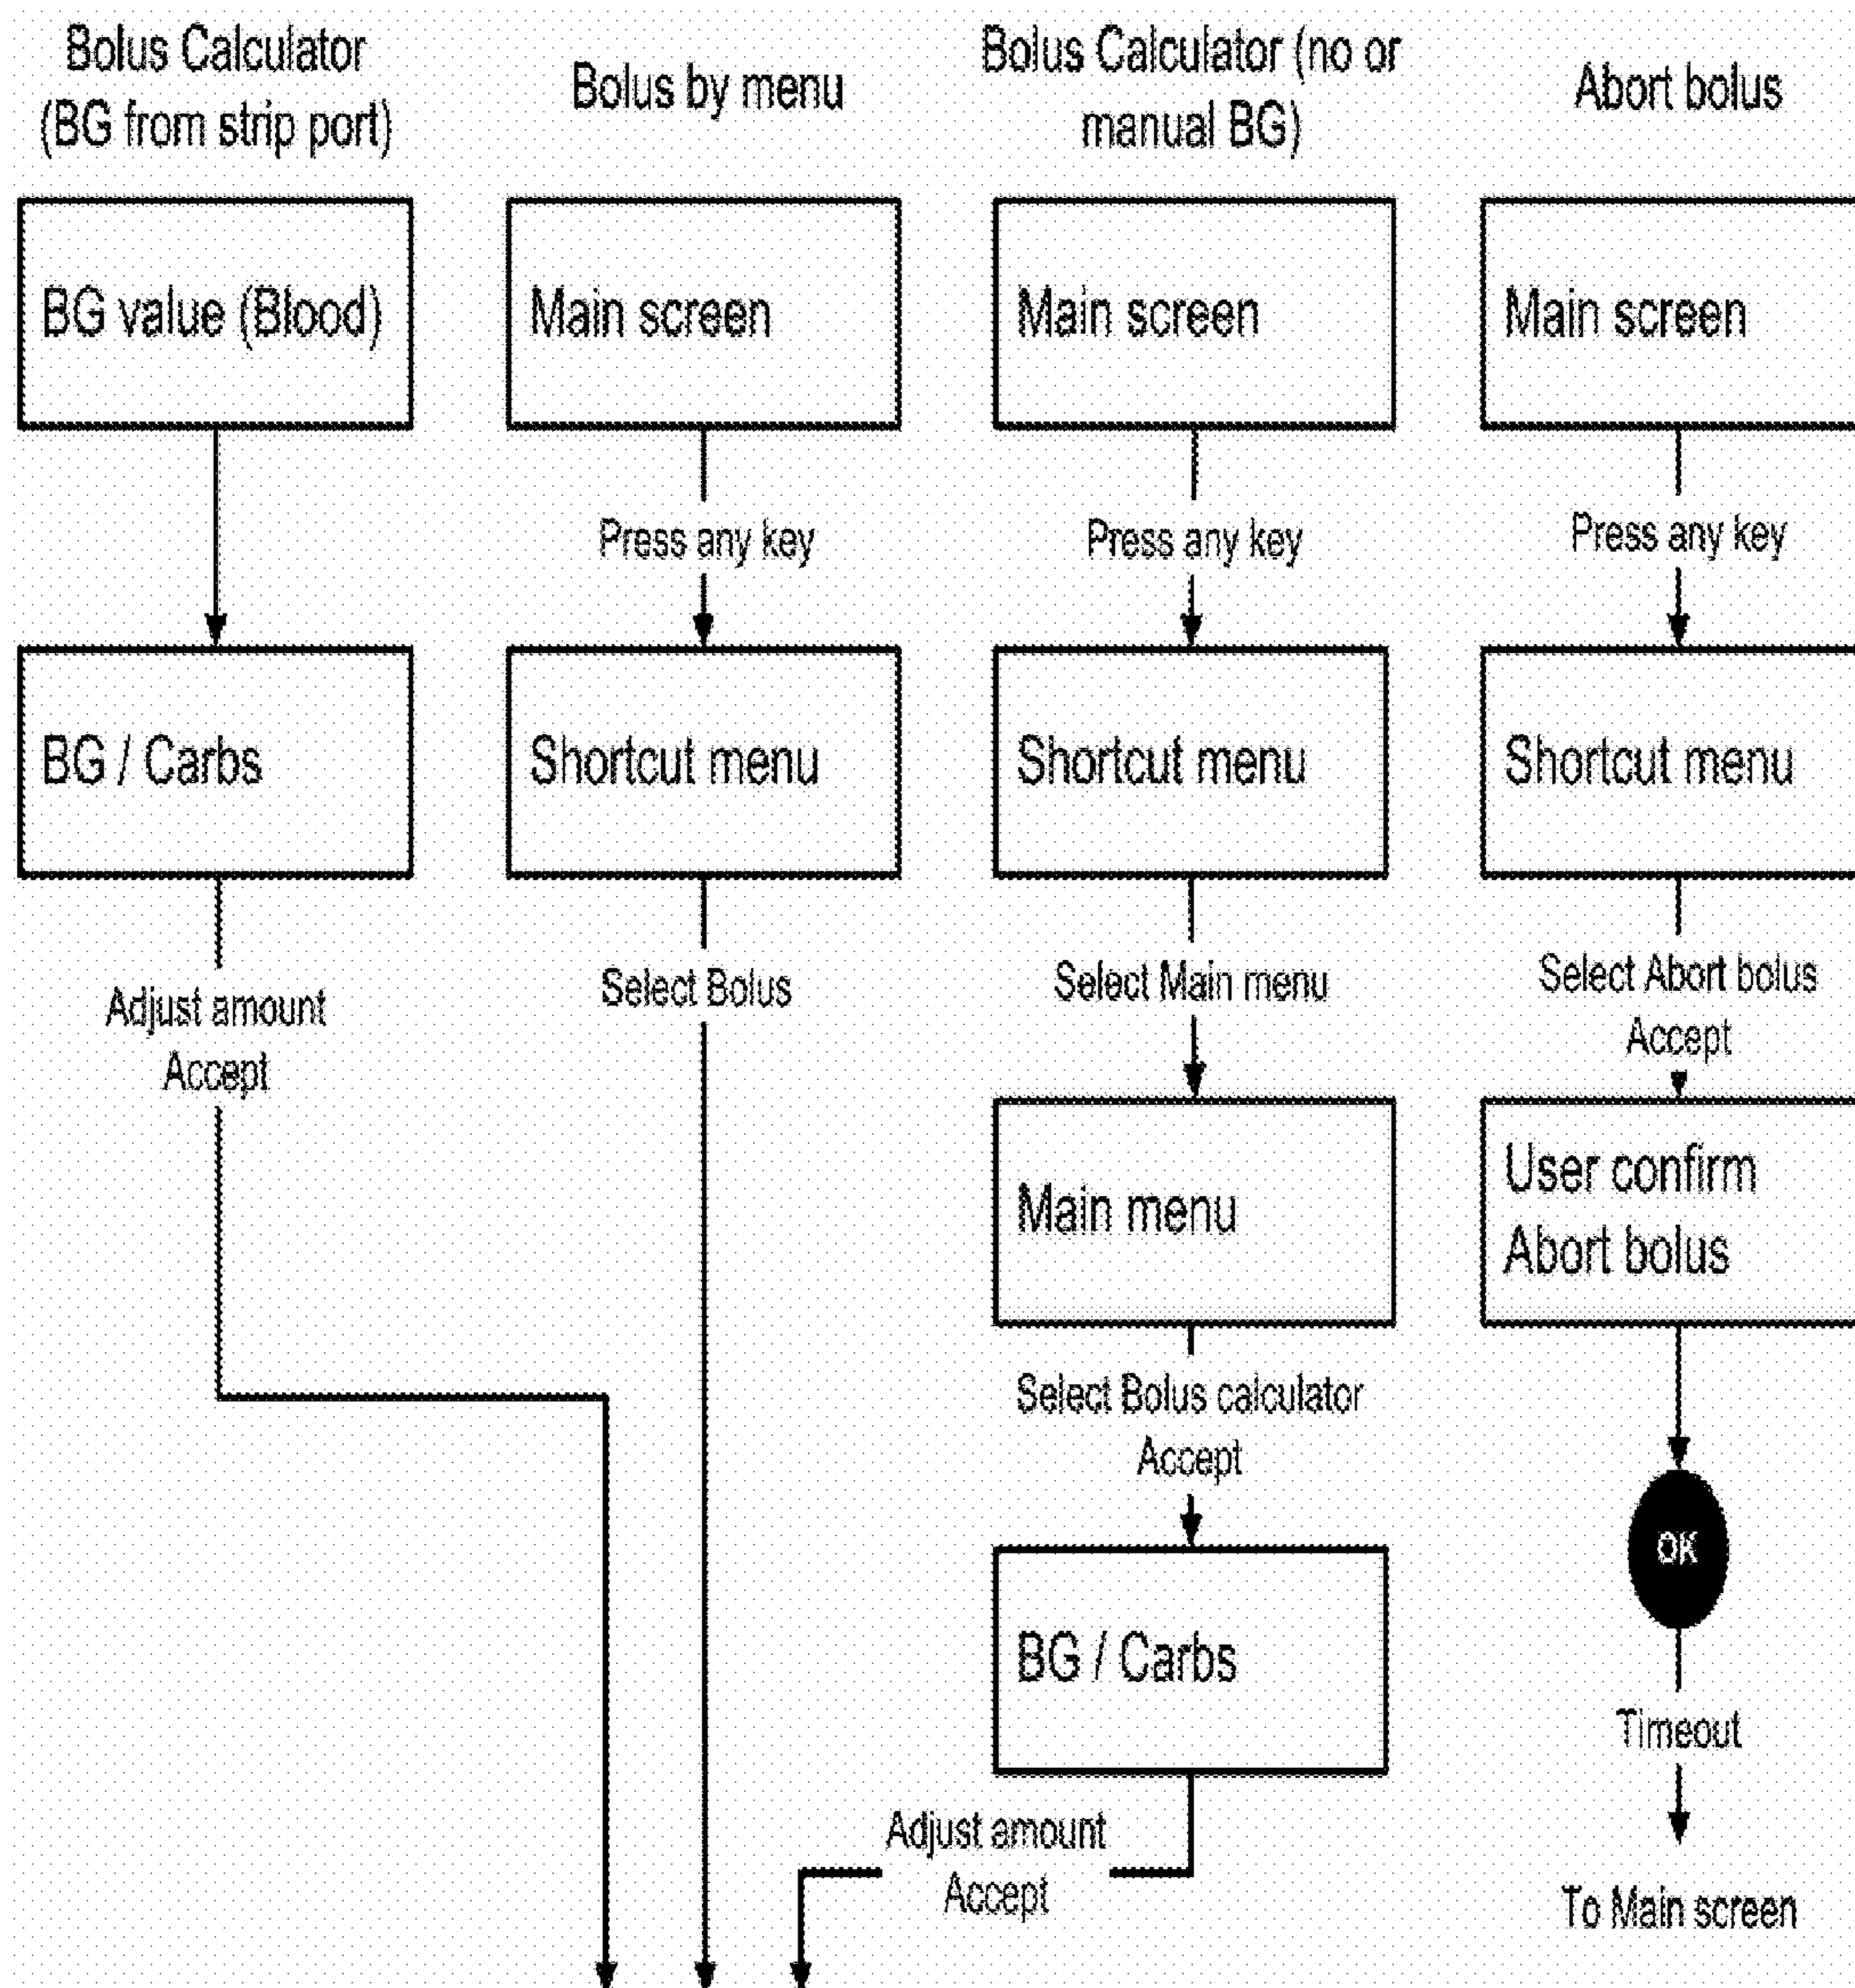 Bolus Calculator
(BG from strip port)
Bolus by menu
Bolus Calculator (no or
manual BG)
Abort bolus
BG value (Blood)
Main screen
Main screen
Main screen
Press any key
Press any key
Press any key
BG / Carbs
Shortcut menu
Shortcut menu
Shortcut menu
Adjust amount
Accept
Select Bolus
Select Main menu
Select Abort bolus
Accept
Main menu
User confirm
Abort bolus
Select Bolus calculator
Accept
OK
BG / Carbs
Timeout
Adjust amount
Accept
To Main screen